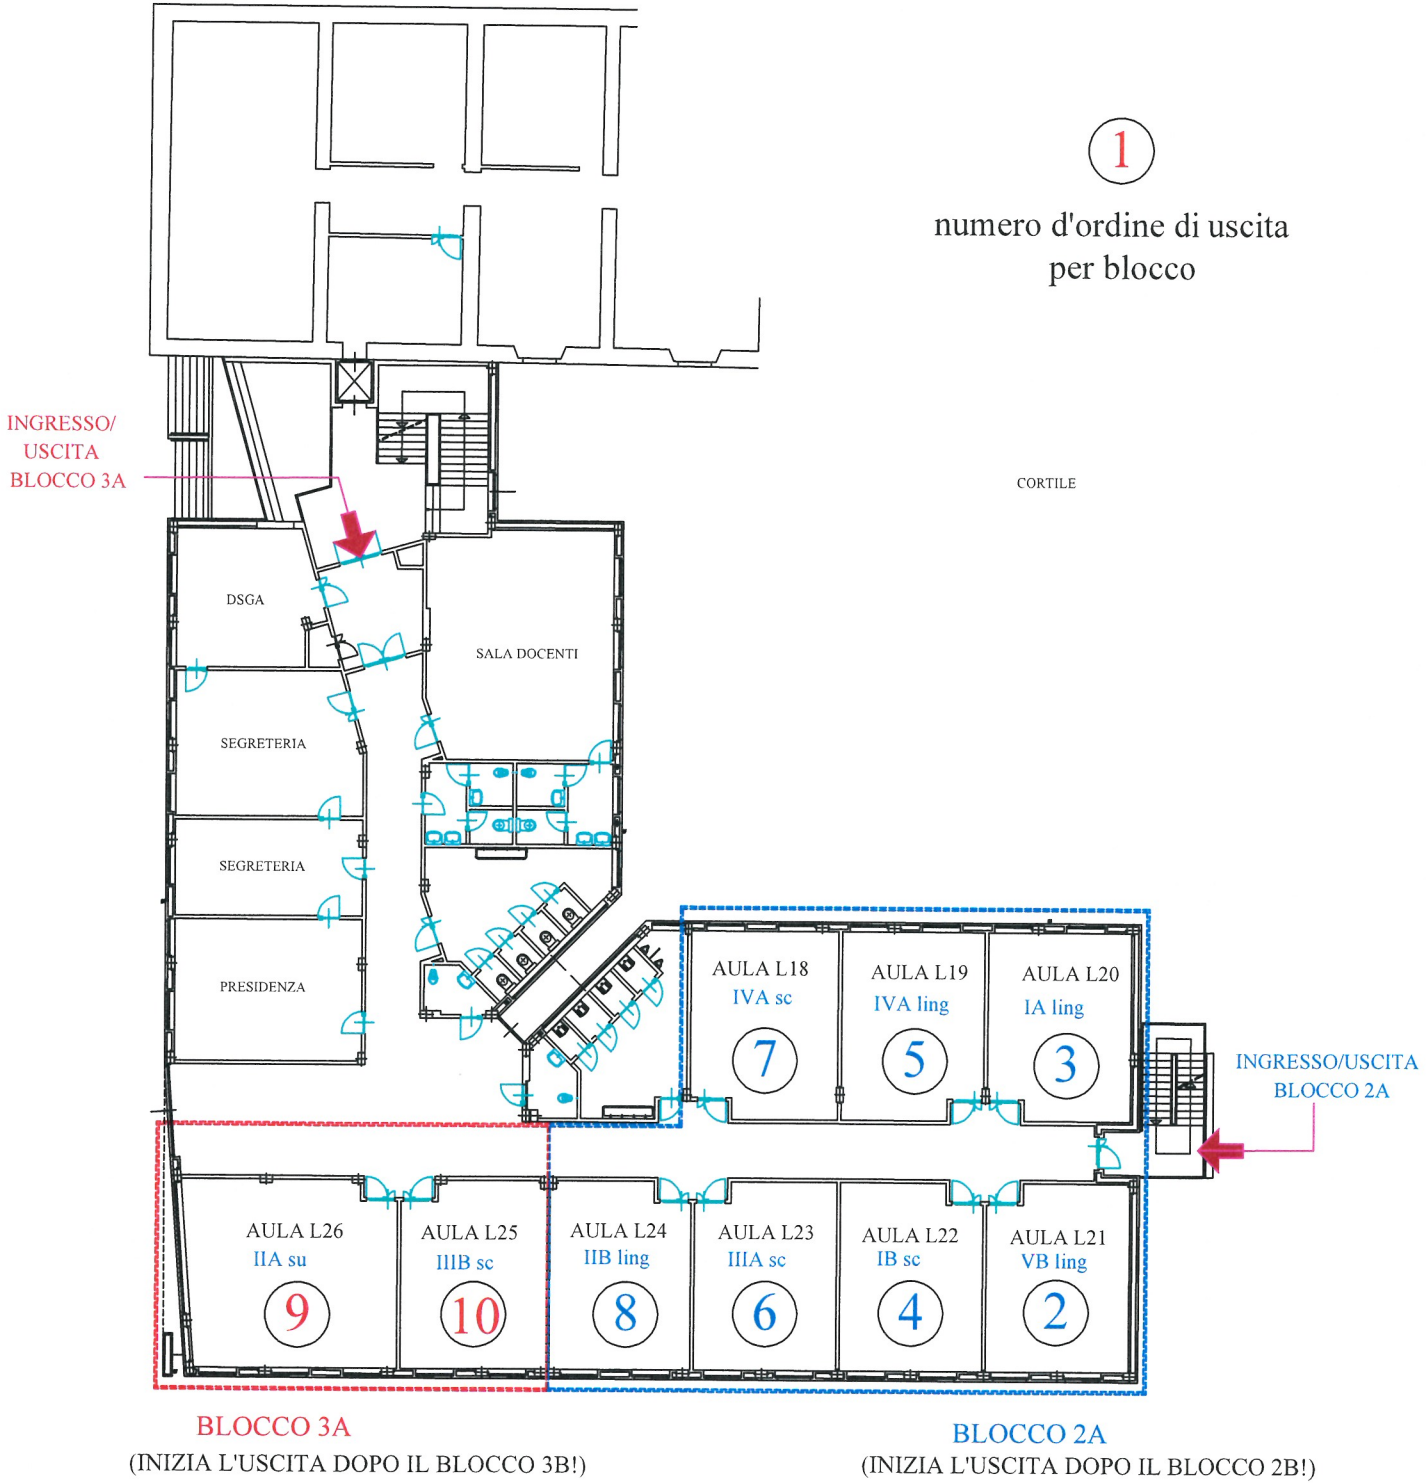 1
numero d'ordine di uscita
per blocco
INGRESSO/
USCITA
BLOCCO 3A
CORTILE
DSGA
SALA DOCENTI
SEGRETERIA
SEGRETERIA
PRESIDENZA
AULA L18
IVA sc
7
AULA L19
IVA ling
5
AULA L20
IA ling
3
INGRESSO/USCITA
BLOCCO 2A
AULA L26
IIA su
9
AULA L25
IIIB sc
10
AULA L24
IIB ling
8
AULA L23
IIIA sc
6
AULA L22
IB sc
4
AULA L21
VB ling
2
BLOCCO 3A
(INIZIA L'USCITA DOPO IL BLOCCO 3B!)
BLOCCO 2A
(INIZIA L'USCITA DOPO IL BLOCCO 2B!)